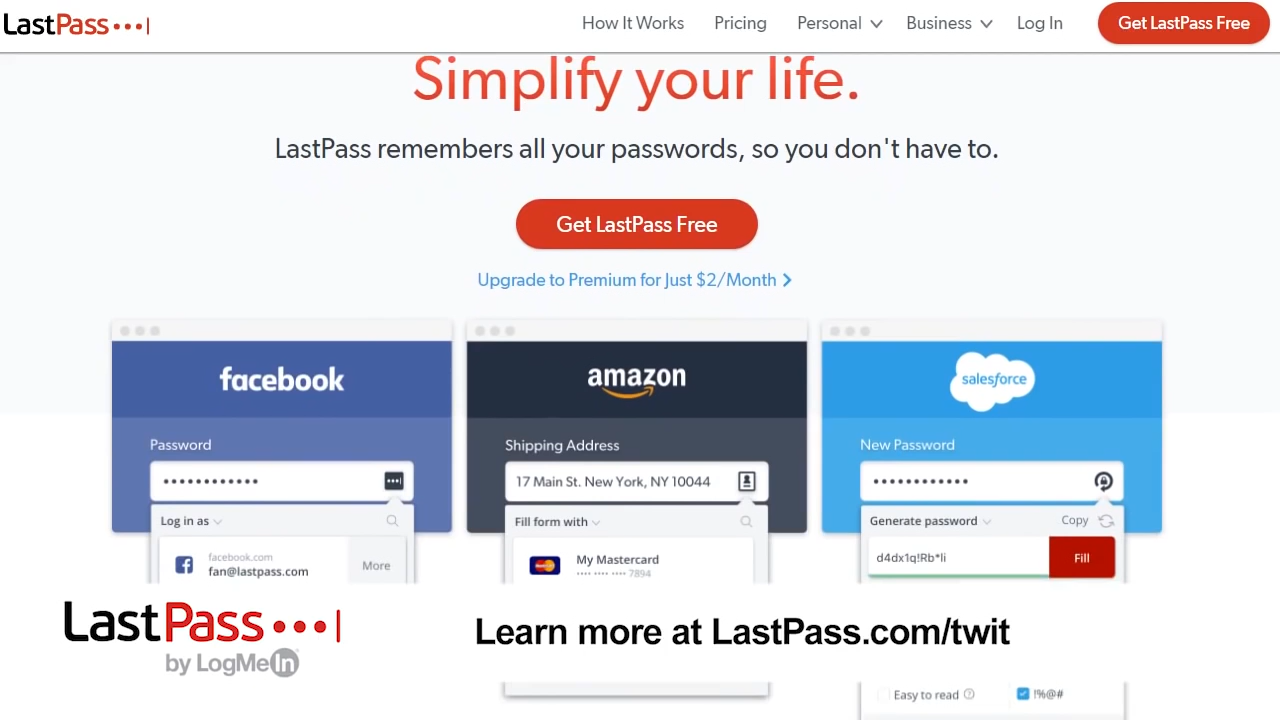 LastPass
How It Works
Pricing
Personal
Business
Log In
Get LastPass Free
Simplify your life.
LastPass remembers all your passwords, so you don't have to.
Get LastPass Free
Upgrade to Premium for Just $2/Month
facebook
Password
Log in as
facebook.com
fan@lastpass.com
More
amazon
Shipping Address
17 Main St. New York, NY 10044
Fill form with
My Mastercard
•••• •••• •••• 7894
salesforce
New Password
Generate password
Copy
d4dx1q!Rb*li
Fill
LastPass
by LogMeIn
Learn more at LastPass.com/twit
Easy to read
!%@#